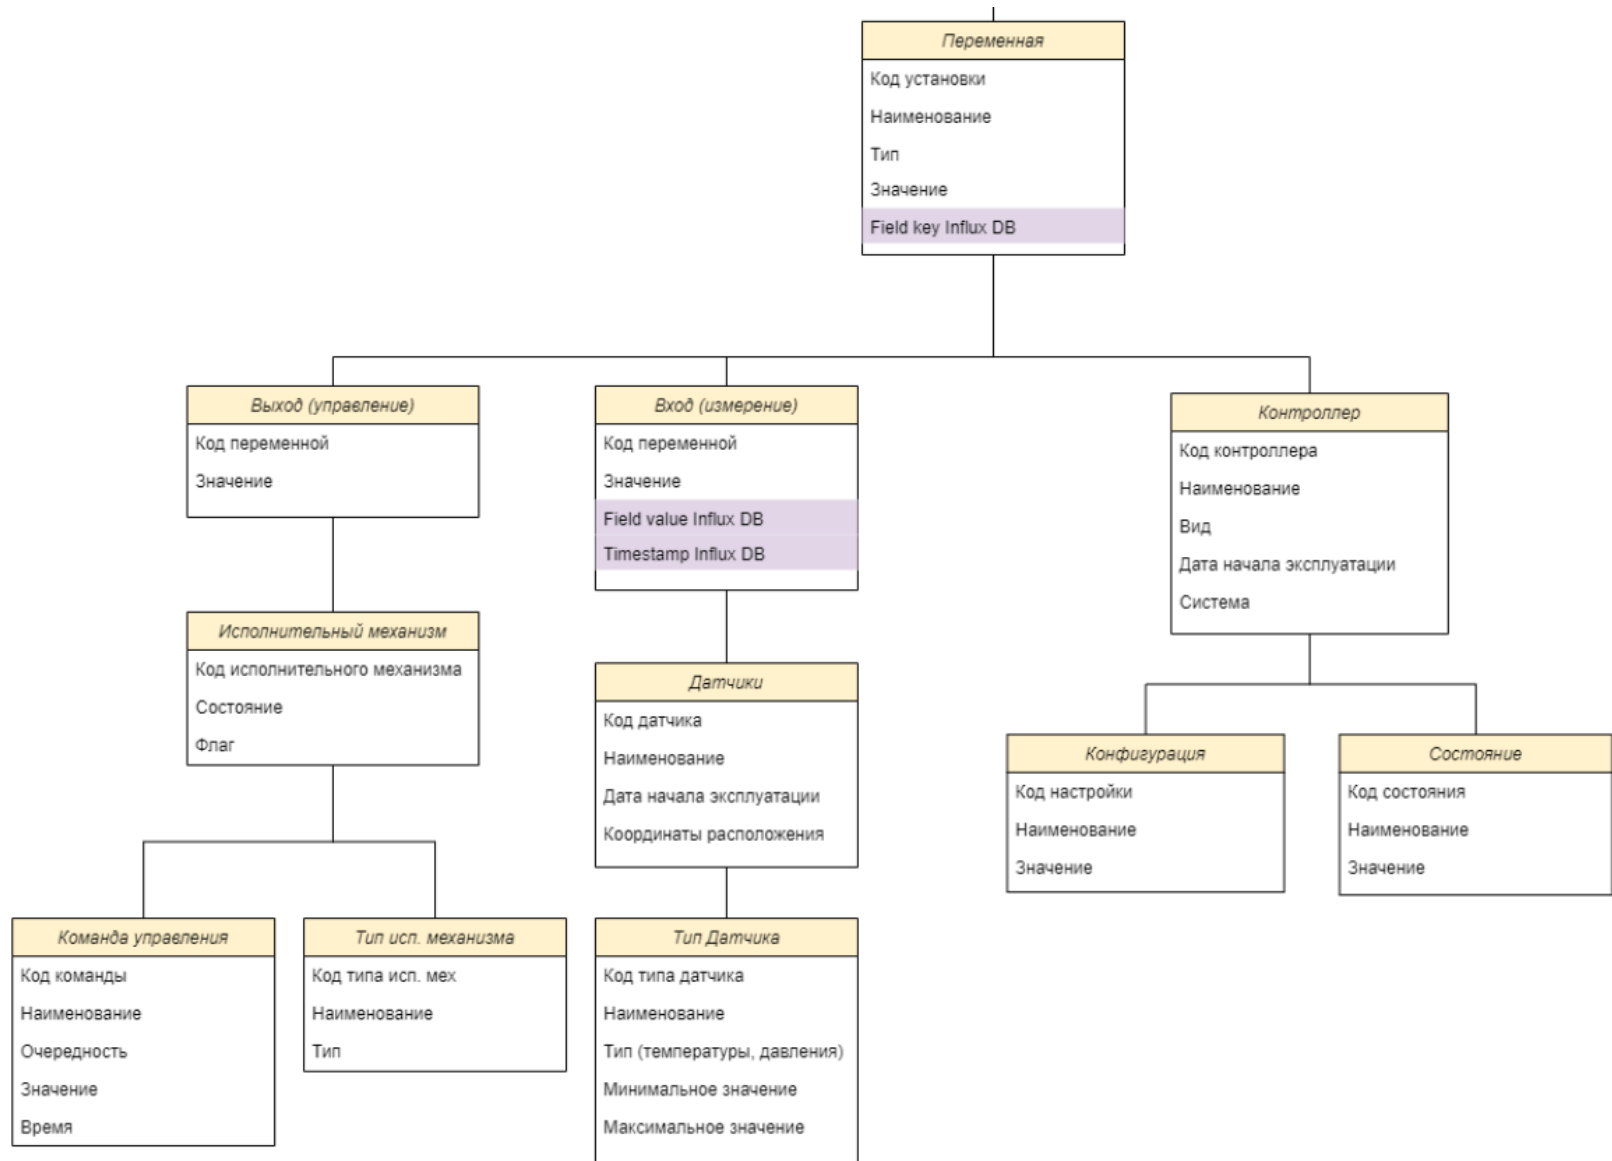 Переменная
Код установки
Наименование
Тип
Значение
Field key Influx DB
Выход (управление)
Код переменной
Значение
Вход (измерение)
Код переменной
Значение
Field value Influx DB
Timestamp Influx DB
Контроллер
Код контроллера
Наименование
Вид
Дата начала эксплуатации
Система
Исполнительный механизм
Код исполнительного механизма
Состояние
Флаг
Датчики
Код датчика
Наименование
Дата начала эксплуатации
Координаты расположения
Конфигурация
Код настройки
Наименование
Значение
Состояние
Код состояния
Наименование
Значение
Команда управления
Код команды
Наименование
Очередность
Значение
Время
Тип исп. механизма
Код типа исп. мех
Наименование
Тип
Тип Датчика
Код типа датчика
Наименование
Тип (температуры, давления)
Минимальное значение
Максимальное значение